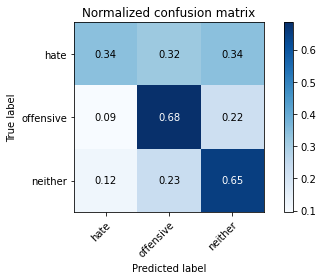 Normalized confusion matrix
True label
hate 0.34 0.32 0.34
offensive 0.09 0.68 0.22
neither 0.12 0.23 0.65
hate offensive neither
Predicted label
0.6
0.5
0.4
0.3
0.2
0.1